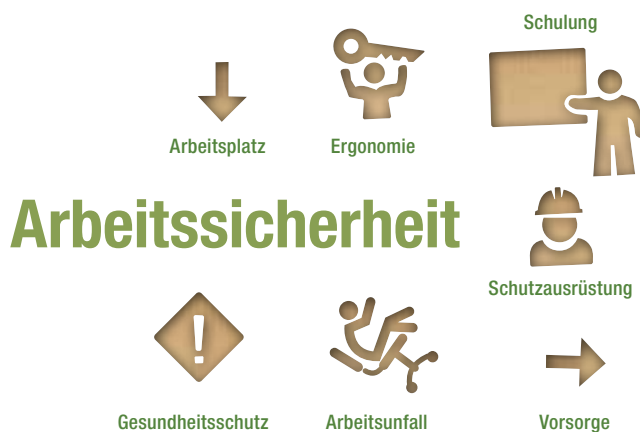 Schulung
Arbeitsplatz
Ergonomie
Arbeitssicherheit
Schutzausrüstung
!
Gesundheitsschutz
Arbeitsunfall
Vorsorge